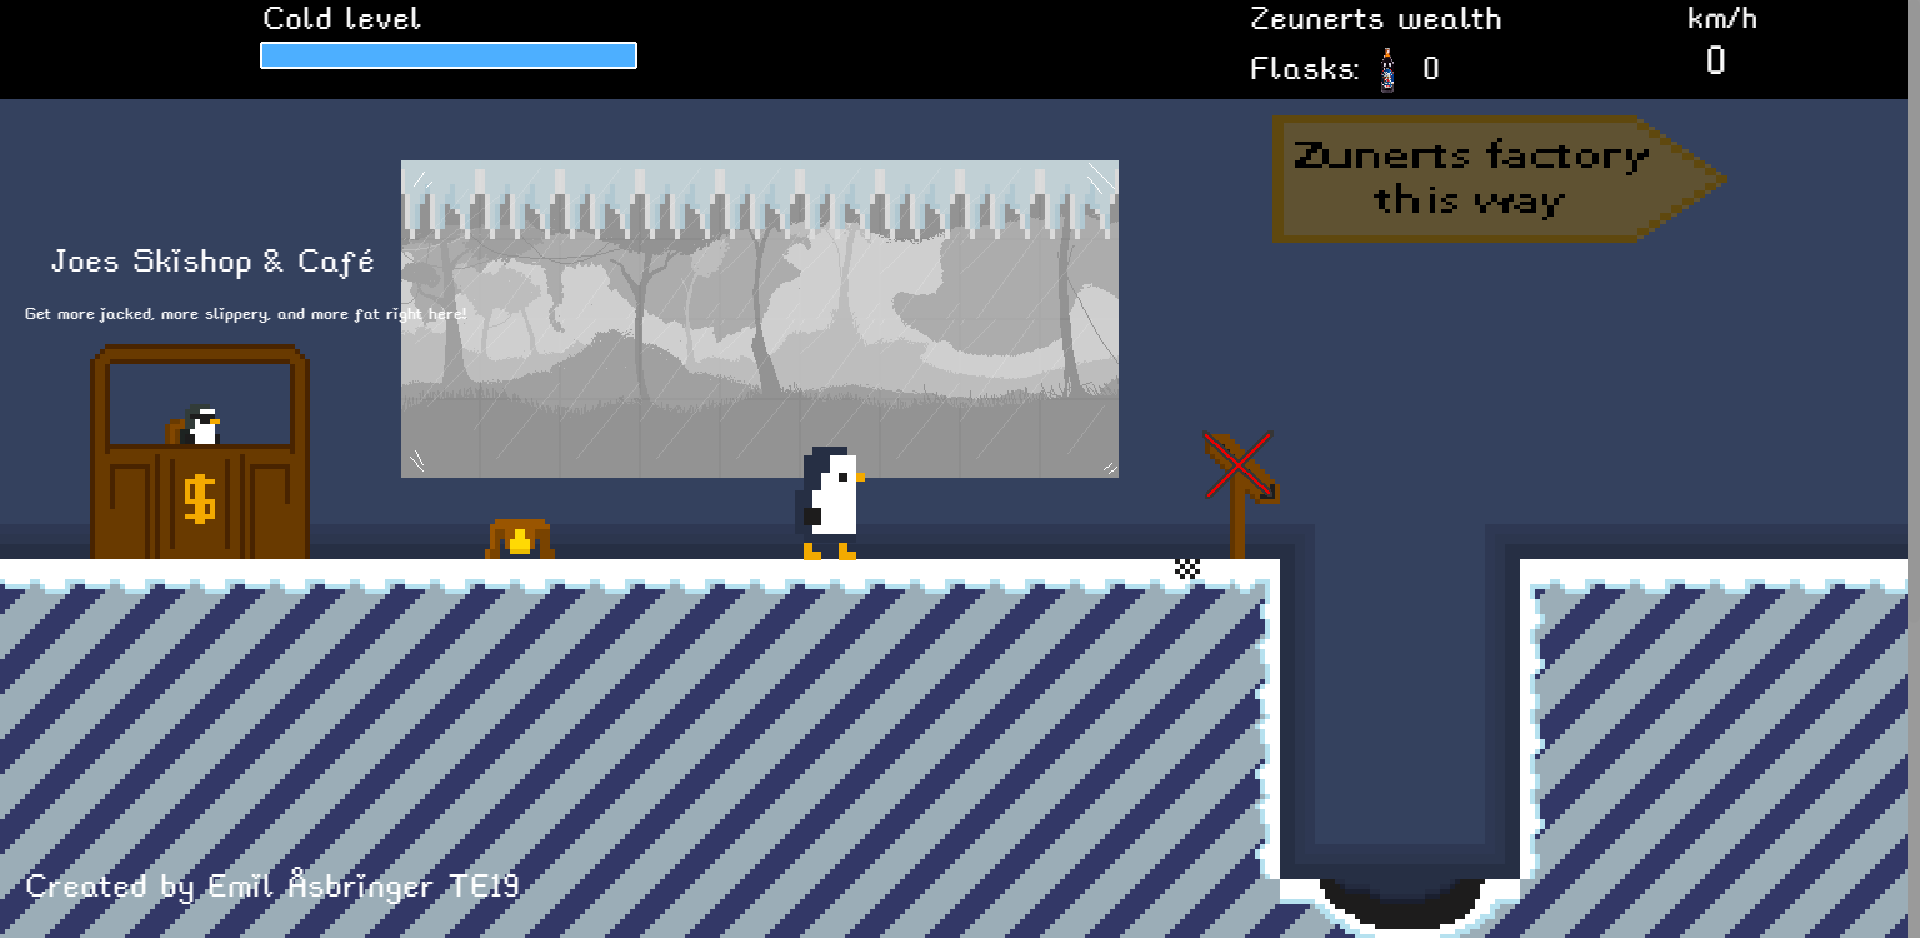 Cold level
Zeunerts wealth
km/h
Flasks: 0
0
Zunerts factory
this way
Joes Skishop & Café
Get more jacked, more slippery, and more fat right here!
$
Created by Emil Åsbringer TE19